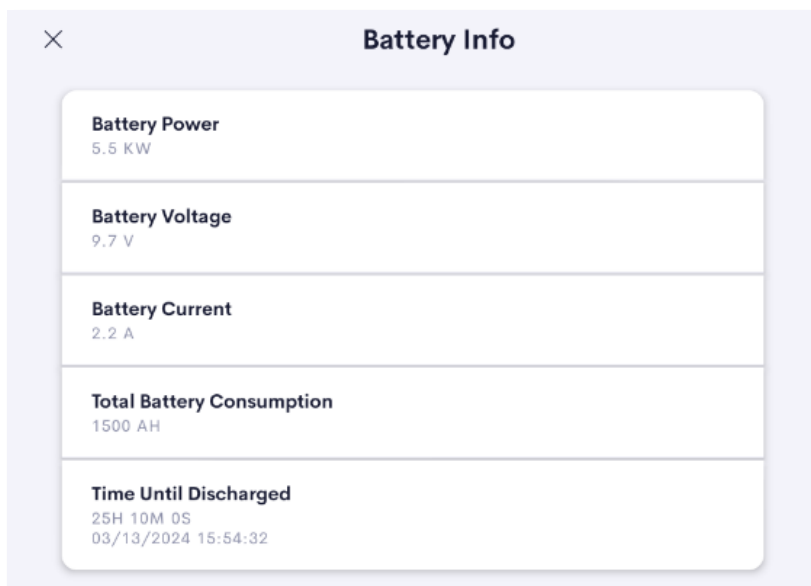 Battery Info
Battery Power
5.5 KW
Battery Voltage
9.7 V
Battery Current
2.2 A
Total Battery Consumption
1500 AH
Time Until Discharged
25H 10M 0S
03/13/2024 15:54:32